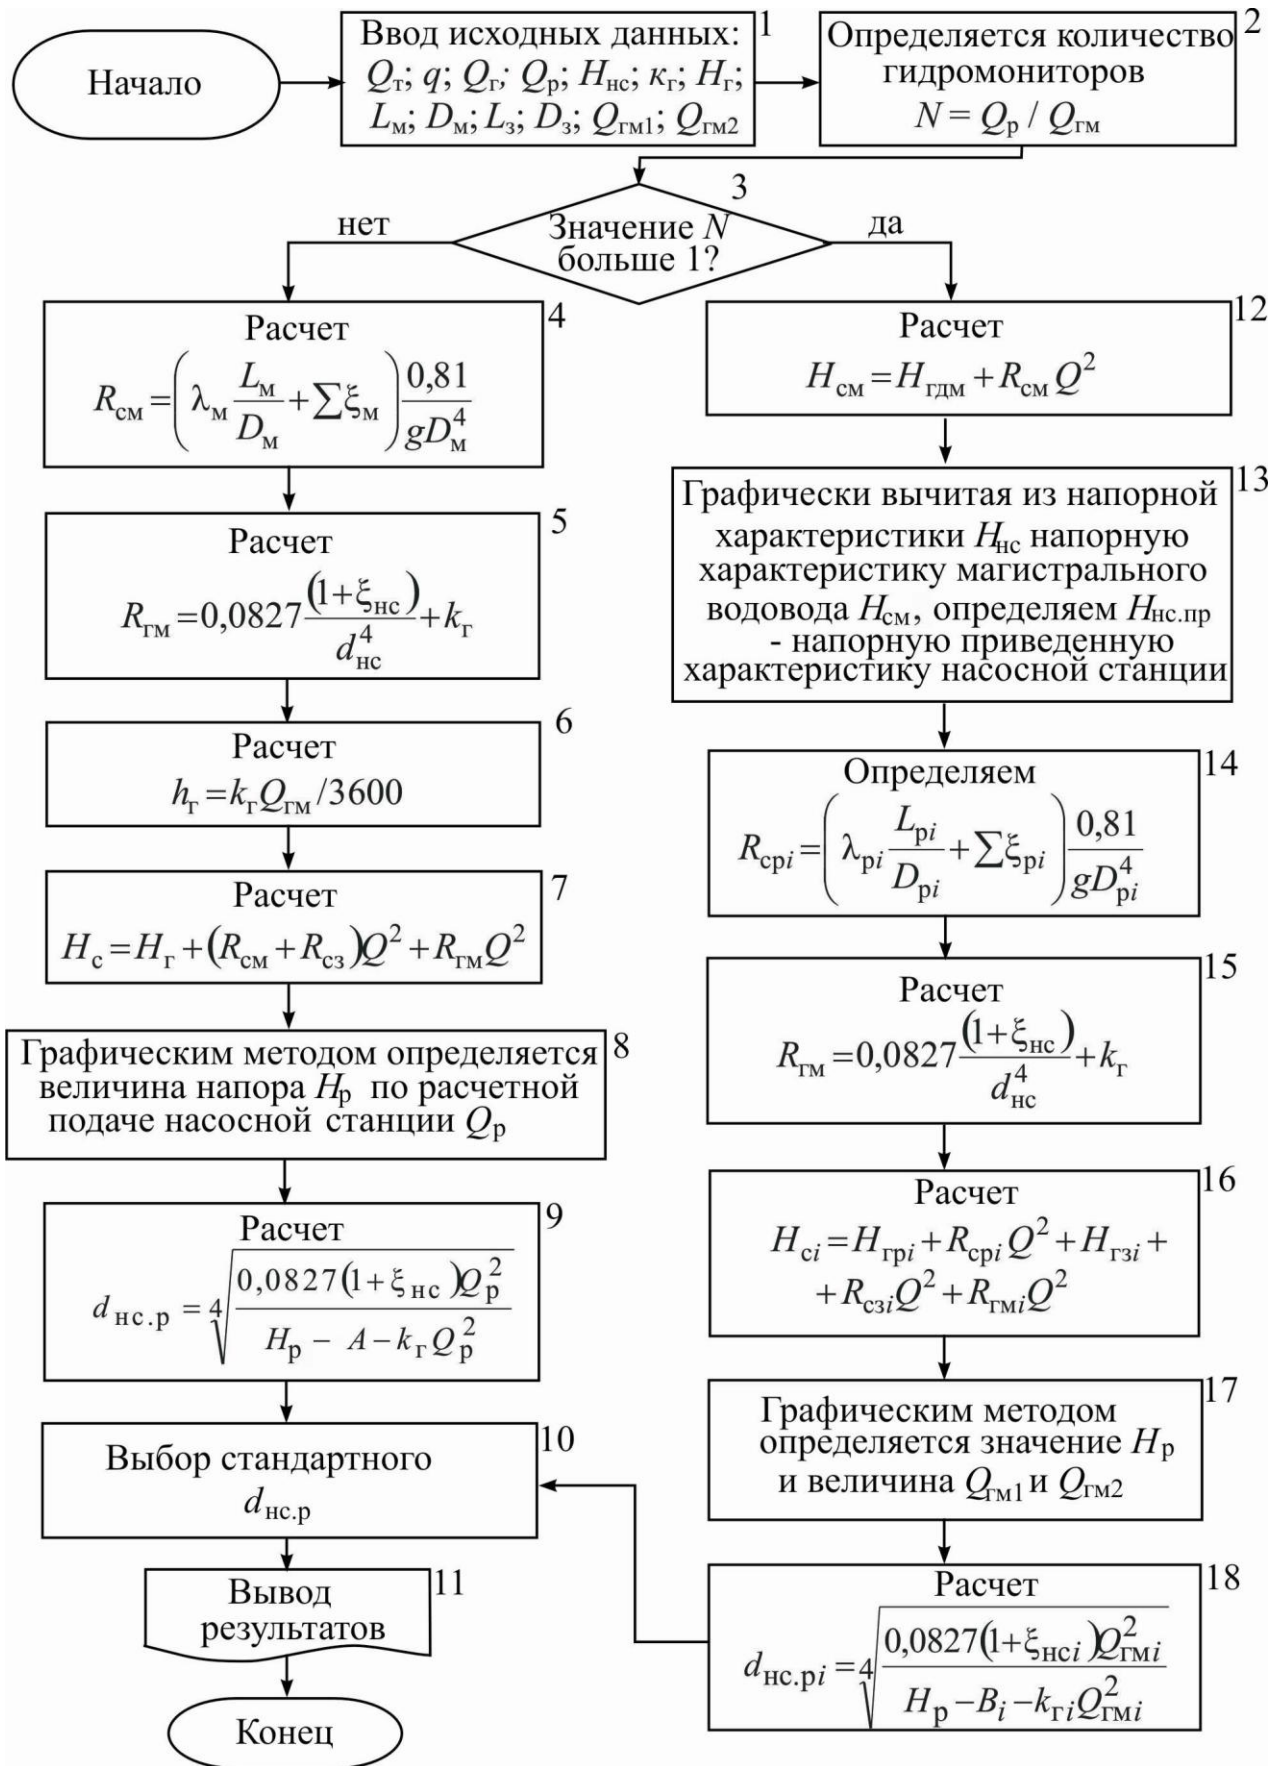 Начало
1
Ввод исходных данных:
Qт; q; Qг; Qр; Hнс; кг; Hг;
Lм; Dм; Lз; Dз; Qгм1; Qгм2
2
Определяется количество
гидромониторов
N = Qр / Qгм
3
Значение N
больше 1?
нет
да
4
Расчет
Rсм = (λм Lм/Dм + ∑ξм) 0,81/gDм⁴
5
Расчет
Rгм = 0,0827 (1+ξнс)/dнс⁴ + kг
6
Расчет
hг = kгQгм/3600
7
Расчет
Hс = Hг + (Rсм + Rсз)Q² + RгмQ²
8
Графическим методом определяется
величина напора Hр по расчетной
подаче насосной станции Qр
9
Расчет
dнс.р = ⁴√(0,0827(1+ξнс)Qр² / Hр − A − kгQр²)
10
Выбор стандартного
dнс.р
11
Вывод
результатов
Конец
12
Расчет
Hсм = Hгдм + RсмQ²
13
Графически вычитая из напорной
характеристики Hнс напорную
характеристику магистрального
водовода Hсм, определяем Hнс.пр
- напорную приведенную
характеристику насосной станции
14
Определяем
Rсрi = (λрi Lрi/Dрi + ∑ξрi) 0,81/gDрi⁴
15
Расчет
Rгм = 0,0827 (1+ξнс)/dнс⁴ + kг
16
Расчет
Hсi = Hгрi + RсрiQ² + Hгзi +
+ RсзiQ² + RгмiQ²
17
Графическим методом
определяется значение Hр
и величина Qгм1 и Qгм2
18
Расчет
dнс.рi = ⁴√(0,0827(1+ξнсi)Qгмi² / Hр − Bi − kгiQгмi²)